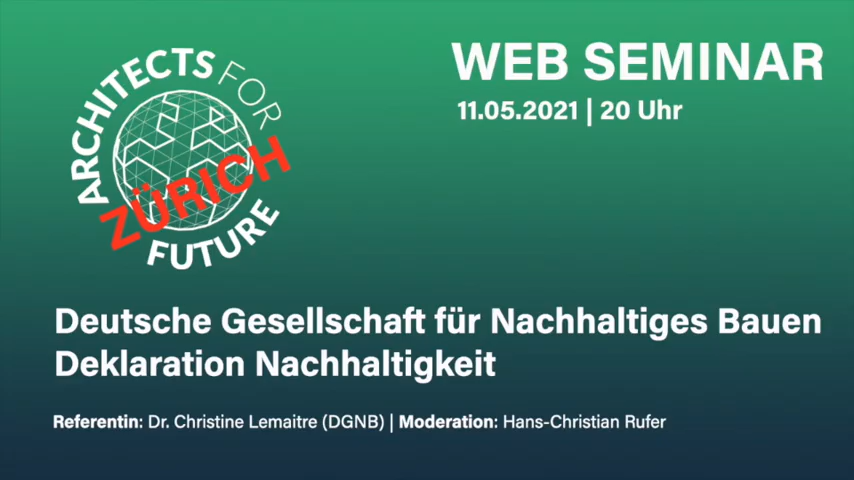 ARCHITECTS FOR
ZÜRICH
FUTURE
WEB SEMINAR
11.05.2021 | 20 Uhr
Deutsche Gesellschaft für Nachhaltiges Bauen
Deklaration Nachhaltigkeit
Referentin: Dr. Christine Lemaitre (DGNB) | Moderation: Hans-Christian Rufer